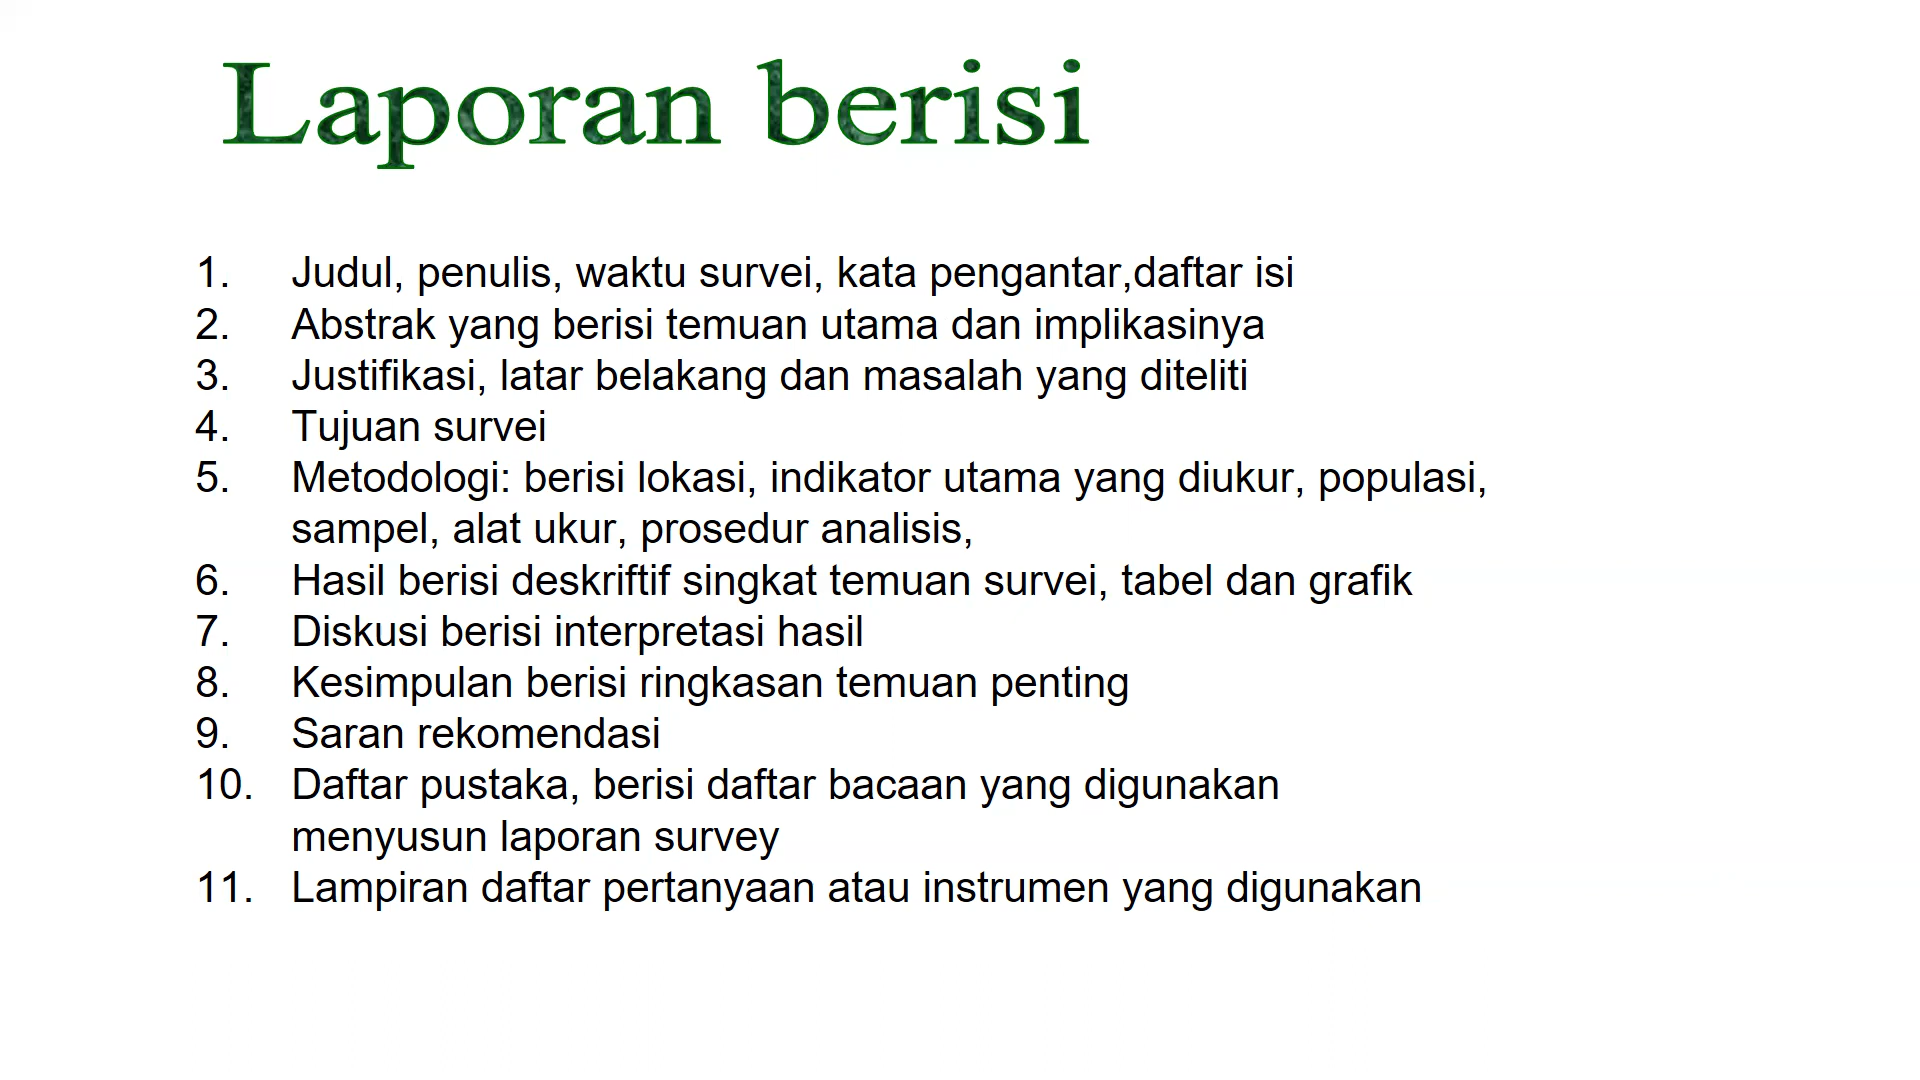 Laporan berisi
1. Judul, penulis, waktu survei, kata pengantar,daftar isi
2. Abstrak yang berisi temuan utama dan implikasinya
3. Justifikasi, latar belakang dan masalah yang diteliti
4. Tujuan survei
5. Metodologi: berisi lokasi, indikator utama yang diukur, populasi,
sampel, alat ukur, prosedur analisis,
6. Hasil berisi deskriftif singkat temuan survei, tabel dan grafik
7. Diskusi berisi interpretasi hasil
8. Kesimpulan berisi ringkasan temuan penting
9. Saran rekomendasi
10. Daftar pustaka, berisi daftar bacaan yang digunakan
menyusun laporan survey
11. Lampiran daftar pertanyaan atau instrumen yang digunakan